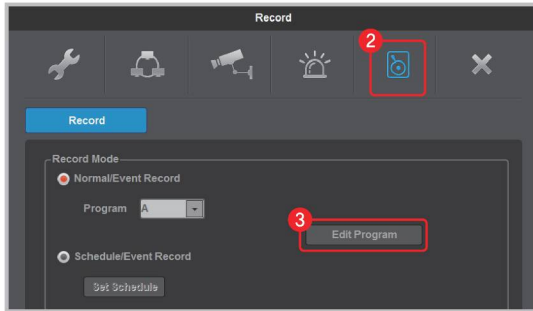 Record
2
Record
Record Mode
Normal/Event Record
Program A
3
Edit Program
Schedule/Event Record
Set Schedule